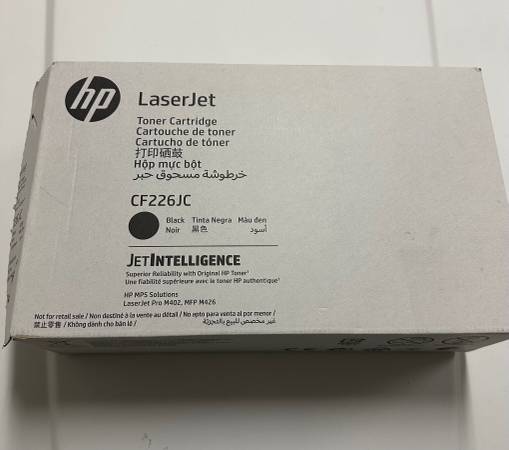 hp
LaserJet
Toner Cartridge
Cartouche de toner
Cartucho de tóner
打印硒鼓
Hộp mực bột
خرطوشة مسحوق حبر
CF226JC
Black Tinta Negra Màu đen
Noir 黑色 أسود
JETINTELLIGENCE
Superior Reliability with Original HP Toner¹
Une fiabilité supérieure avec le toner HP authentique¹
HP MPS Solutions
LaserJet Pro M402, MFP M426
Not for retail sale / Non destiné à la vente au détail / No apto para venta al por menor /
禁止零售 / Không dành cho bán lẻ / غير مخصص للبيع بالتجزئة